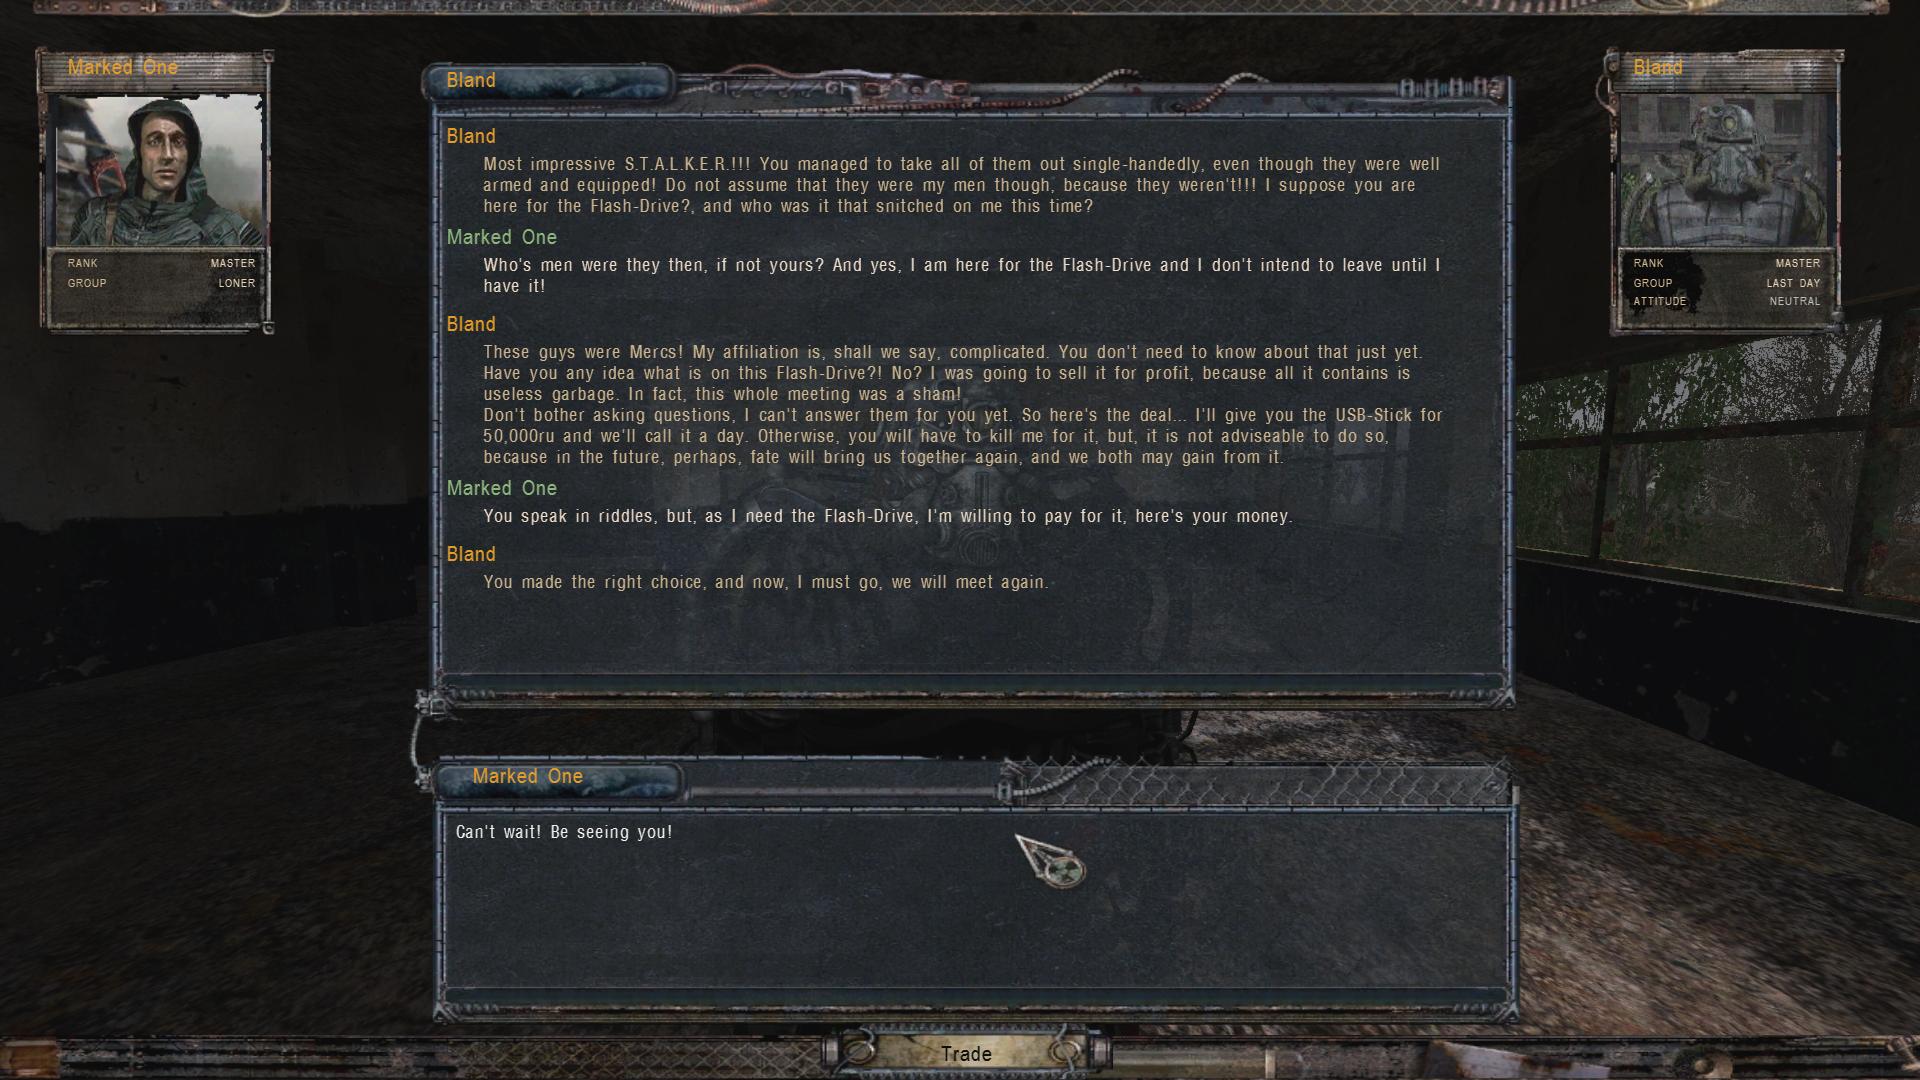 Marked One
RANK MASTER
GROUP LONER
Bland
Bland
Most impressive S.T.A.L.K.E.R.!!! You managed to take all of them out single-handedly, even though they were well
armed and equipped! Do not assume that they were my men though, because they weren't!!! I suppose you are
here for the Flash-Drive?, and who was it that snitched on me this time?
Marked One
Who's men were they then, if not yours? And yes, I am here for the Flash-Drive and I don't intend to leave until I
have it!
Bland
These guys were Mercs! My affiliation is, shall we say, complicated. You don't need to know about that just yet.
Have you any idea what is on this Flash-Drive?! No? I was going to sell it for profit, because all it contains is
useless garbage. In fact, this whole meeting was a sham!
Don't bother asking questions, I can't answer them for you yet. So here's the deal... I'll give you the USB-Stick for
50,000ru and we'll call it a day. Otherwise, you will have to kill me for it, but, it is not adviseable to do so,
because in the future, perhaps, fate will bring us together again, and we both may gain from it.
Marked One
You speak in riddles, but, as I need the Flash-Drive, I'm willing to pay for it, here's your money.
Bland
You made the right choice, and now, I must go, we will meet again.
Bland
RANK MASTER
GROUP LAST DAY
ATTITUDE NEUTRAL
Marked One
Can't wait! Be seeing you!
Trade